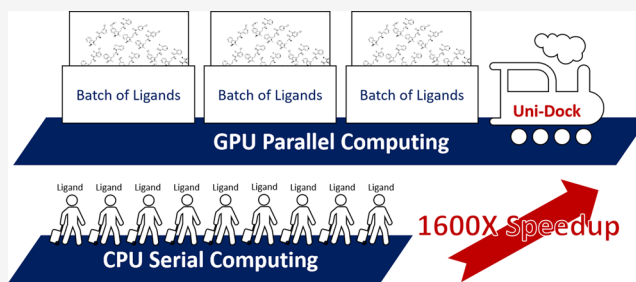 Batch of Ligands
Batch of Ligands
Batch of Ligands
Uni-Dock
GPU Parallel Computing
Ligand
Ligand
Ligand
Ligand
Ligand
Ligand
Ligand
Ligand
Ligand
1600X Speedup
CPU Serial Computing